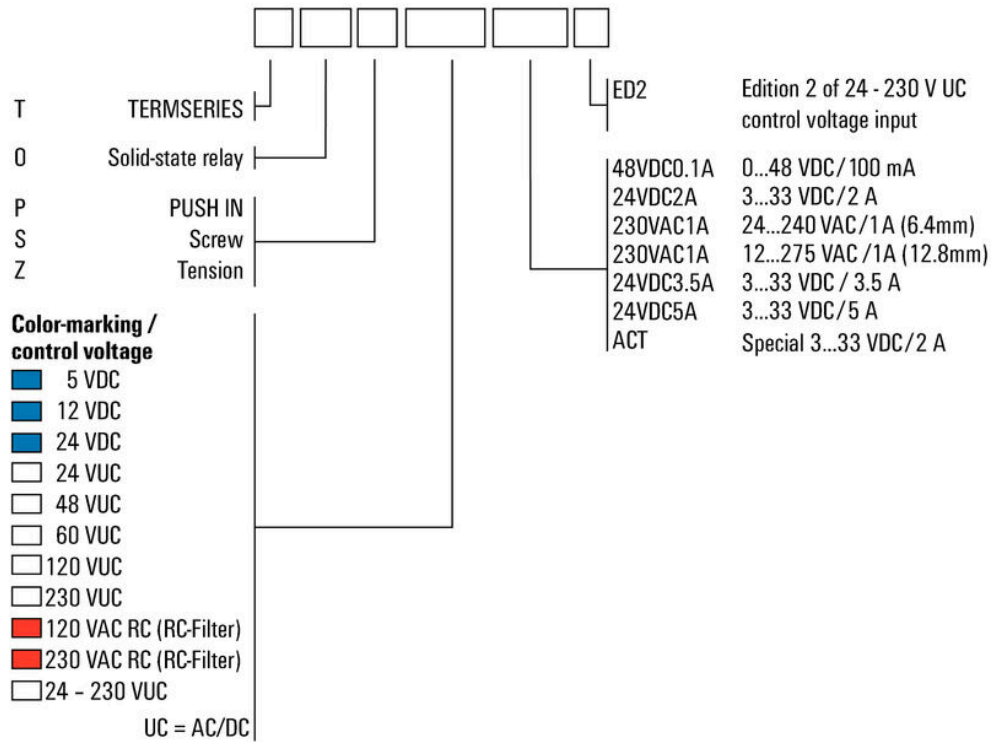 T TERMSERIES
O Solid-state relay
P PUSH IN
S Screw
Z Tension
Color-marking /
control voltage
5 VDC
12 VDC
24 VDC
24 VUC
48 VUC
60 VUC
120 VUC
230 VUC
120 VAC RC (RC-Filter)
230 VAC RC (RC-Filter)
24 – 230 VUC
UC = AC/DC
ED2 Edition 2 of 24 - 230 V UC
control voltage input
48VDC0.1A 0...48 VDC/100 mA
24VDC2A 3...33 VDC/2 A
230VAC1A 24...240 VAC/1A (6.4mm)
230VAC1A 12...275 VAC /1A (12.8mm)
24VDC3.5A 3...33 VDC / 3.5 A
24VDC5A 3...33 VDC/5 A
ACT Special 3...33 VDC/2 A